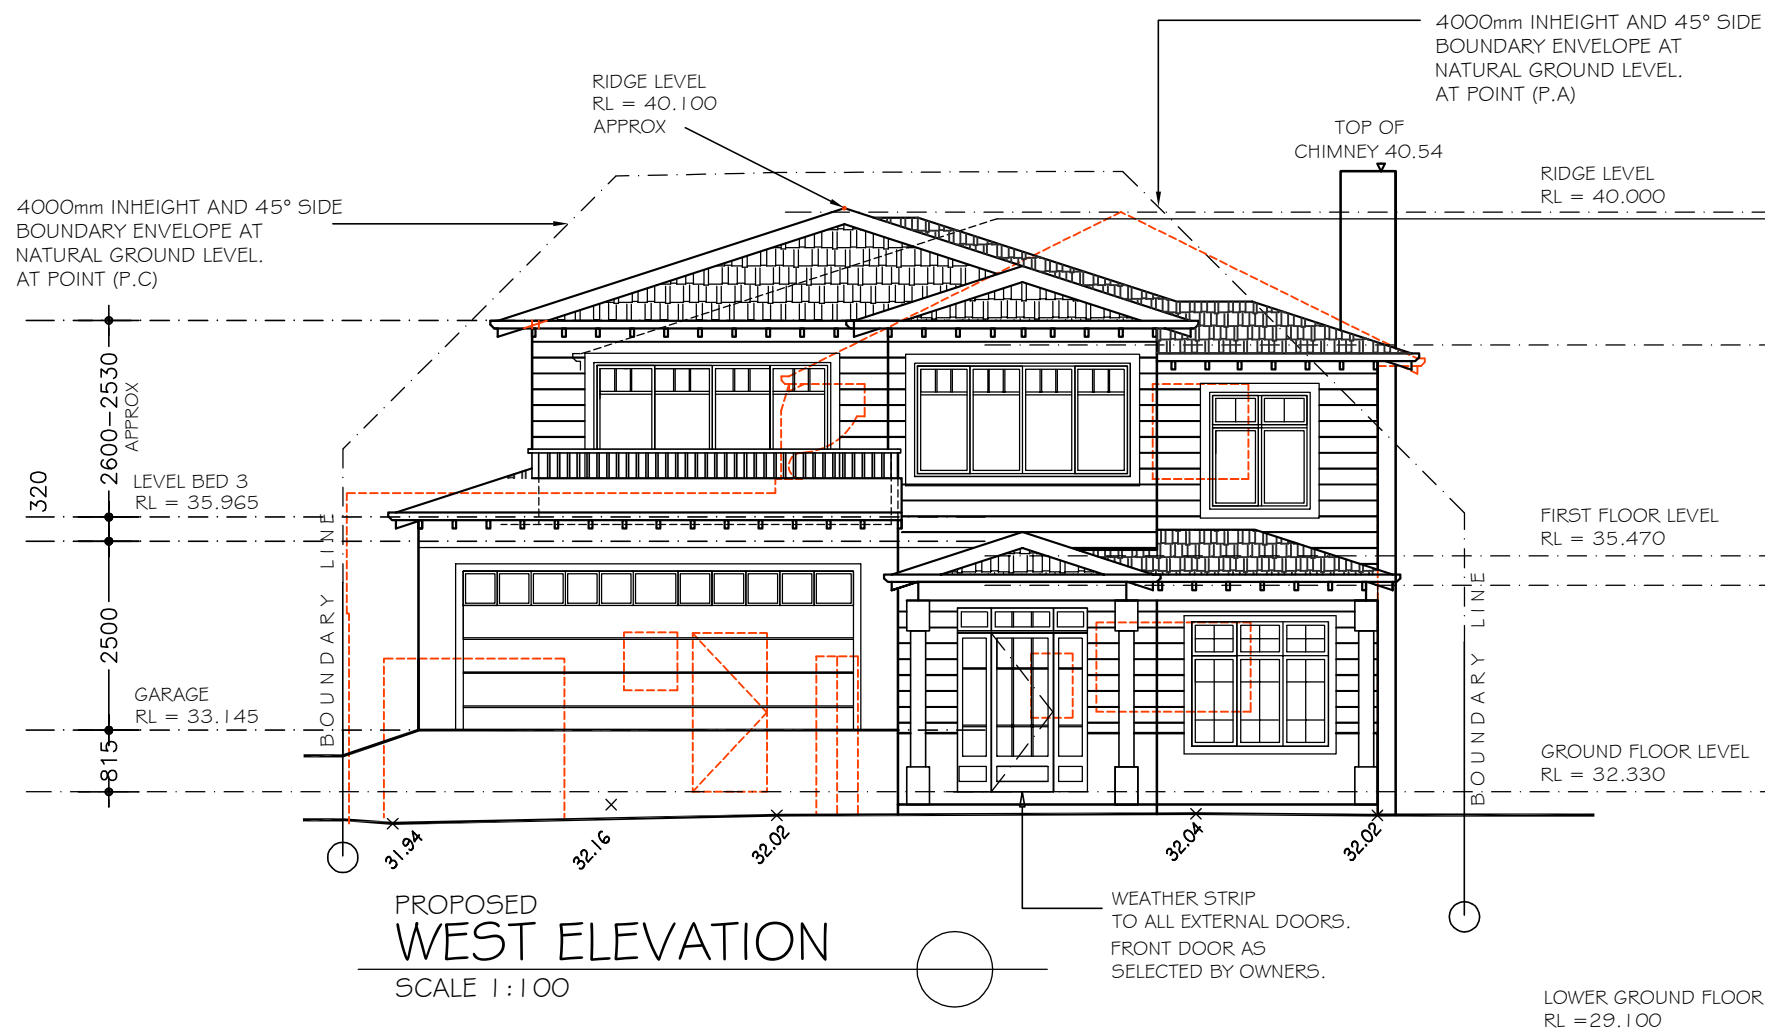 4000mm INHEIGHT AND 45° SIDE
BOUNDARY ENVELOPE AT
NATURAL GROUND LEVEL.
AT POINT (P.A)
RIDGE LEVEL
RL = 40.100
APPROX
TOP OF
CHIMNEY 40.54
RIDGE LEVEL
RL = 40.000
4000mm INHEIGHT AND 45° SIDE
BOUNDARY ENVELOPE AT
NATURAL GROUND LEVEL.
AT POINT (P.C)
2600-2530
APPROX
320
LEVEL BED 3
RL = 35.965
FIRST FLOOR LEVEL
RL = 35.470
BOUNDARY LINE
BOUNDARY LINE
2500
GARAGE
RL = 33.145
815
GROUND FLOOR LEVEL
RL = 32.330
31.94
32.16
32.02
32.04
32.02
PROPOSED
WEST ELEVATION
SCALE 1:100
WEATHER STRIP
TO ALL EXTERNAL DOORS.
FRONT DOOR AS
SELECTED BY OWNERS.
LOWER GROUND FLOOR
RL =29.100